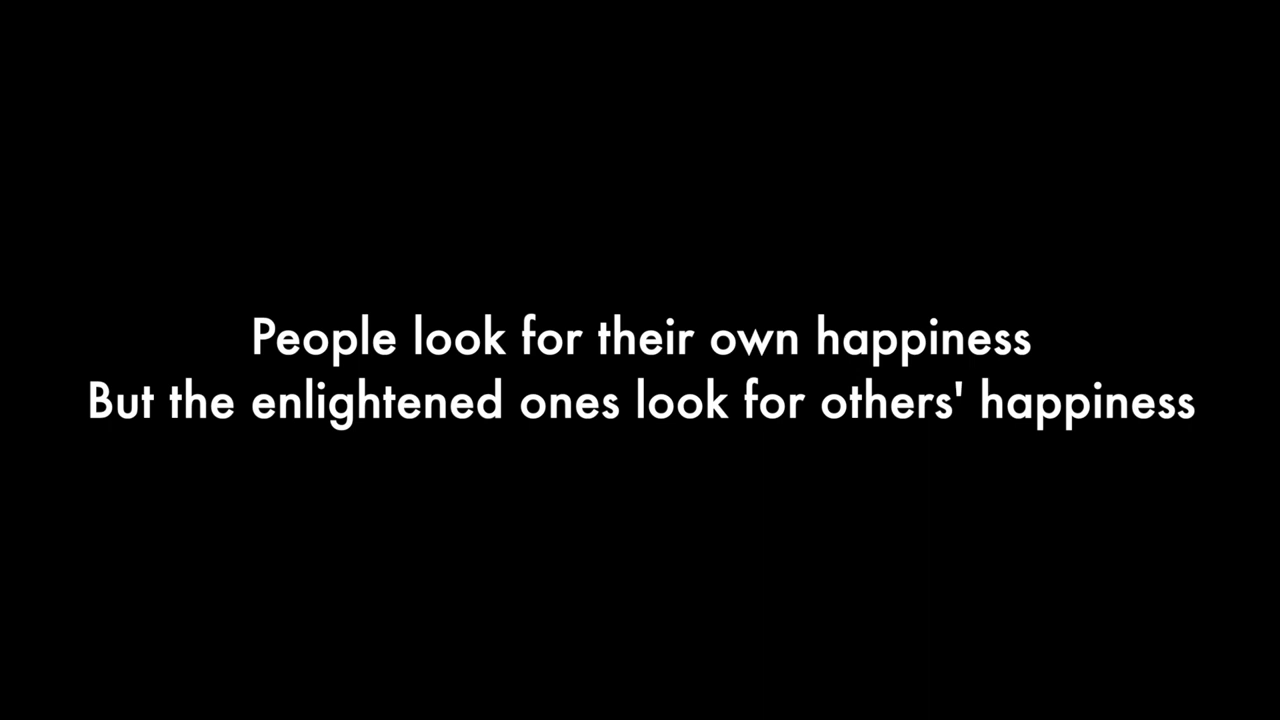 People look for their own happiness
But the enlightened ones look for others' happiness